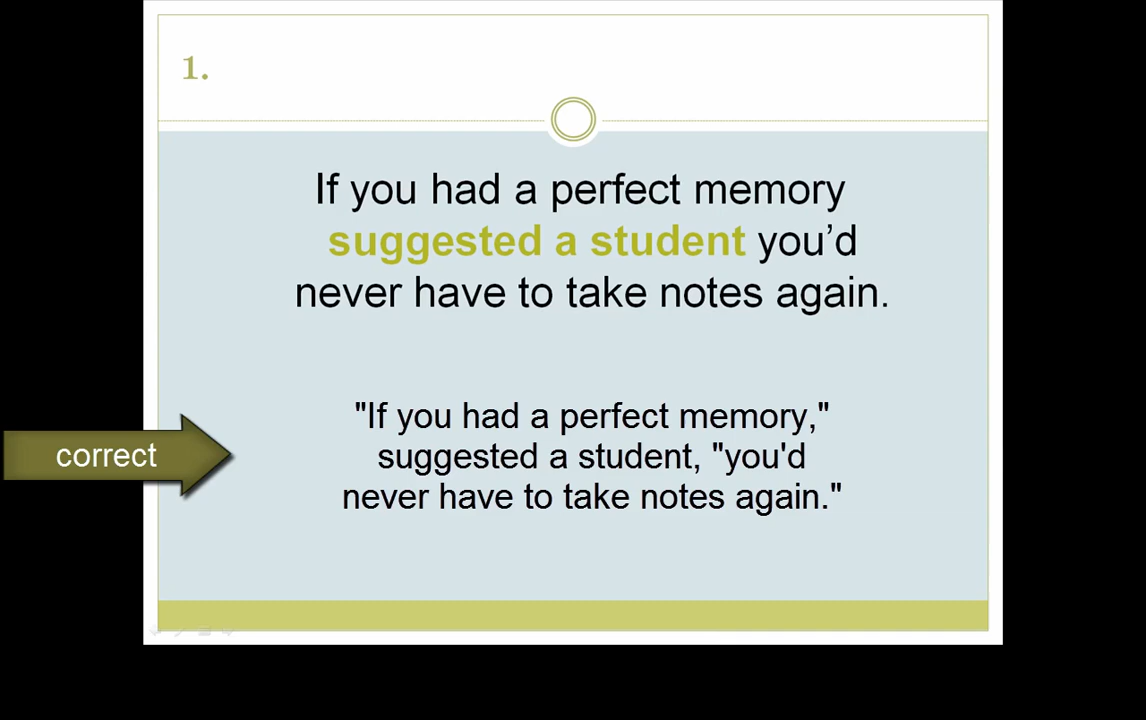 1.
If you had a perfect memory
suggested a student you’d
never have to take notes again.
"If you had a perfect memory,"
correct
suggested a student, "you'd
never have to take notes again."